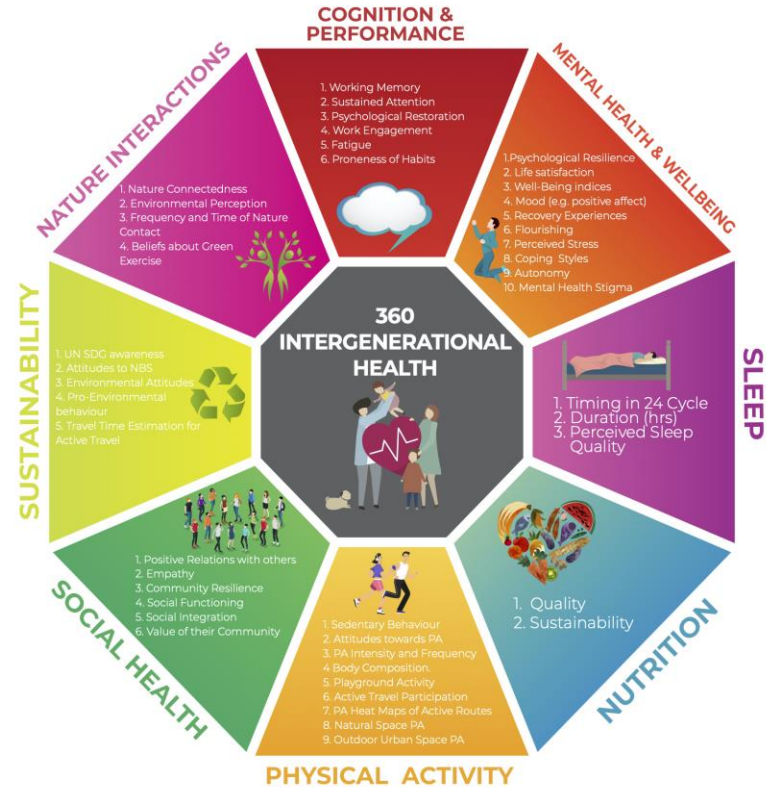 COGNITION &
PERFORMANCE
1. Working Memory
2. Sustained Attention
3. Psychological Restoration
4. Work Engagement
5. Fatigue
6. Proneness of Habits
MENTAL HEALTH & WELLBEING
1.Psychological Resilience
2. Life satisfaction
3. Well-Being indices
4. Mood (e.g. positive affect)
5. Recovery Experiences
6. Flourishing
7. Perceived Stress
8. Coping Styles
9. Autonomy
10. Mental Health Stigma
SLEEP
1. Timing in 24 Cycle
2. Duration (hrs)
3. Perceived Sleep
Quality
NUTRITION
1. Quality
2. Sustainability
PHYSICAL ACTIVITY
1. Sedentary Behaviour
2. Attitudes towards PA
3. PA Intensity and Frequency
4 Body Composition.
5. Playground Activity
6. Active Travel Participation
7. PA Heat Maps of Active Routes
8. Natural Space PA
9. Outdoor Urban Space PA
SOCIAL HEALTH
1. Positive Relations with others
2. Empathy
3. Community Resilience
4. Social Functioning
5. Social Integration
6. Value of their Community
SUSTAINABILITY
1. UN SDG awareness
2. Attitudes to NBS
3. Environmental Attitudes
4. Pro-Environmental
behaviour
5. Travel Time Estimation for
Active Travel
NATURE INTERACTIONS
1. Nature Connectedness
2. Environmental Perception
3. Frequency and Time of Nature
Contact
4. Beliefs about Green
Exercise
360
INTERGENERATIONAL
HEALTH